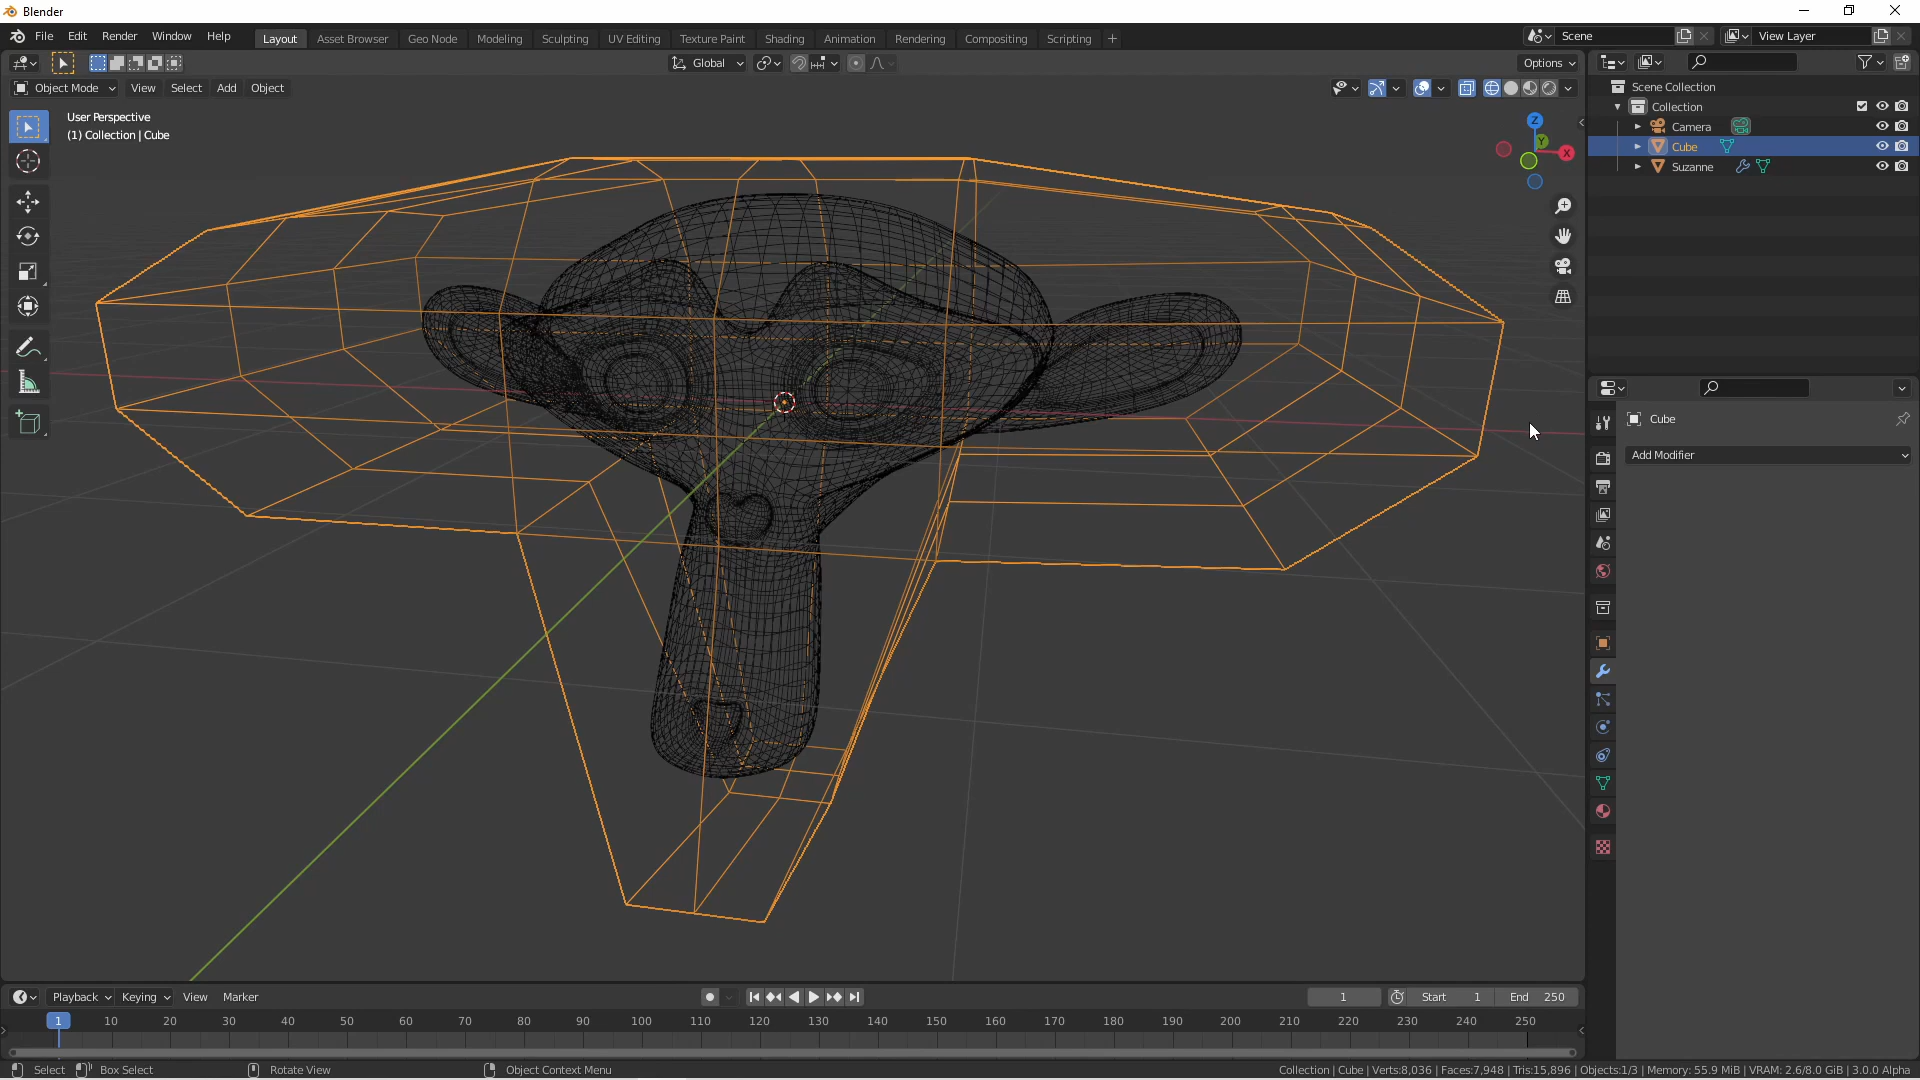 Blender
File Edit Render Window Help Layout Asset Browser Geo Node Modeling Sculpting UV Editing Texture Paint Shading Animation Rendering Compositing Scripting + Scene View Layer
Global Options
Object Mode View Select Add Object
User Perspective
(1) Collection | Cube
Z
Y
X
Scene Collection
Collection
Camera
Cube
Suzanne
Cube
Add Modifier
Playback Keying View Marker 1 Start 1 End 250
1 10 20 30 40 50 60 70 80 90 100 110 120 130 140 150 160 170 180 190 200 210 220 230 240 250
Select Box Select Rotate View Object Context Menu Collection | Cube | Verts:8,036 | Faces:7,948 | Tris:15,896 | Objects:1/3 | Memory: 55.9 MiB | VRAM: 2.6/8.0 GiB | 3.0.0 Alpha